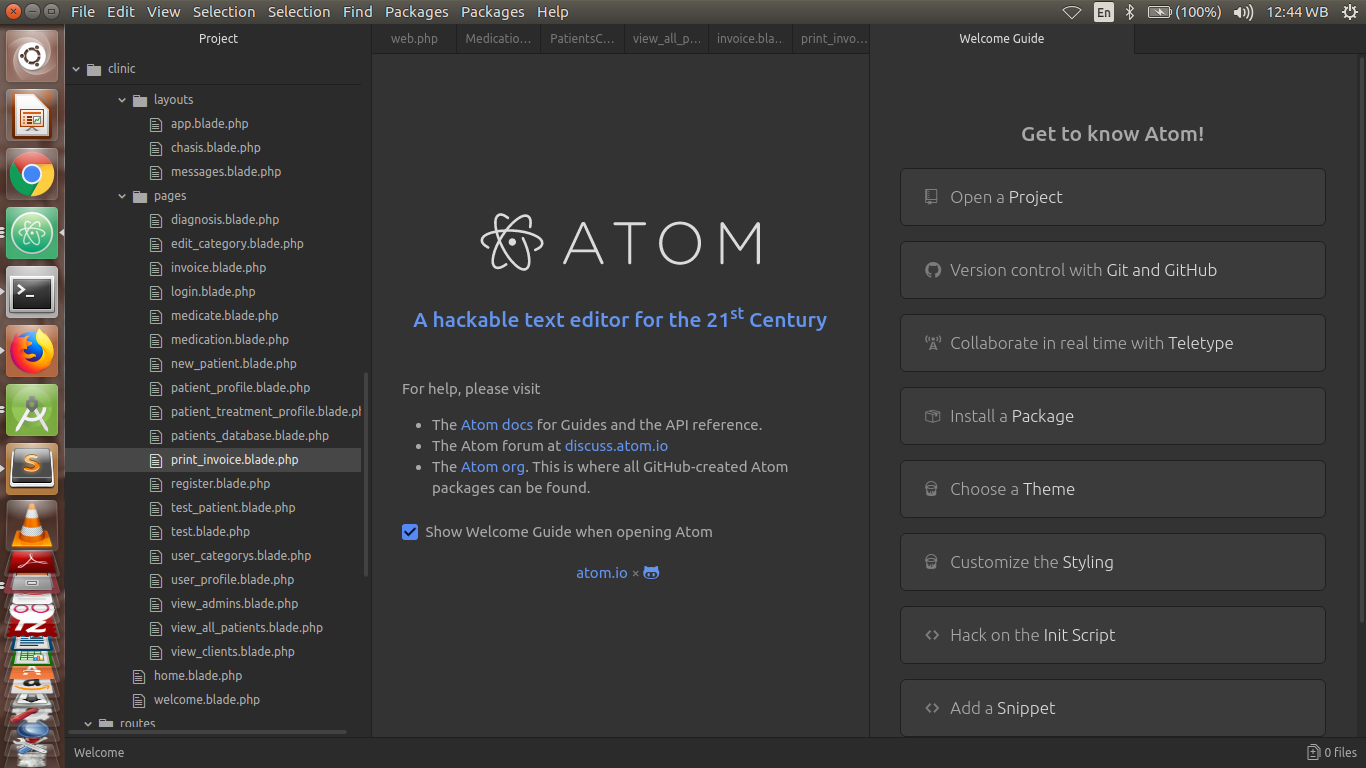 File Edit View Selection Selection Find Packages Packages Help
En (100%) 12:44 WB
Project
web.php Medicatio... PatientsC... view_all_p... invoice.bla... print_invo... Welcome Guide
clinic
layouts
app.blade.php
chasis.blade.php
messages.blade.php
pages
diagnosis.blade.php
edit_category.blade.php
invoice.blade.php
login.blade.php
medicate.blade.php
medication.blade.php
new_patient.blade.php
patient_profile.blade.php
patient_treatment_profile.blade.ph
patients_database.blade.php
print_invoice.blade.php
register.blade.php
test_patient.blade.php
test.blade.php
user_categorys.blade.php
user_profile.blade.php
view_admins.blade.php
view_all_patients.blade.php
view_clients.blade.php
home.blade.php
welcome.blade.php
routes
ATOM
A hackable text editor for the 21st Century
For help, please visit
• The Atom docs for Guides and the API reference.
• The Atom forum at discuss.atom.io
• The Atom org. This is where all GitHub-created Atom
packages can be found.
Show Welcome Guide when opening Atom
atom.io ×
Get to know Atom!
Open a Project
Version control with Git and GitHub
Collaborate in real time with Teletype
Install a Package
Choose a Theme
Customize the Styling
Hack on the Init Script
Add a Snippet
Welcome
0 files